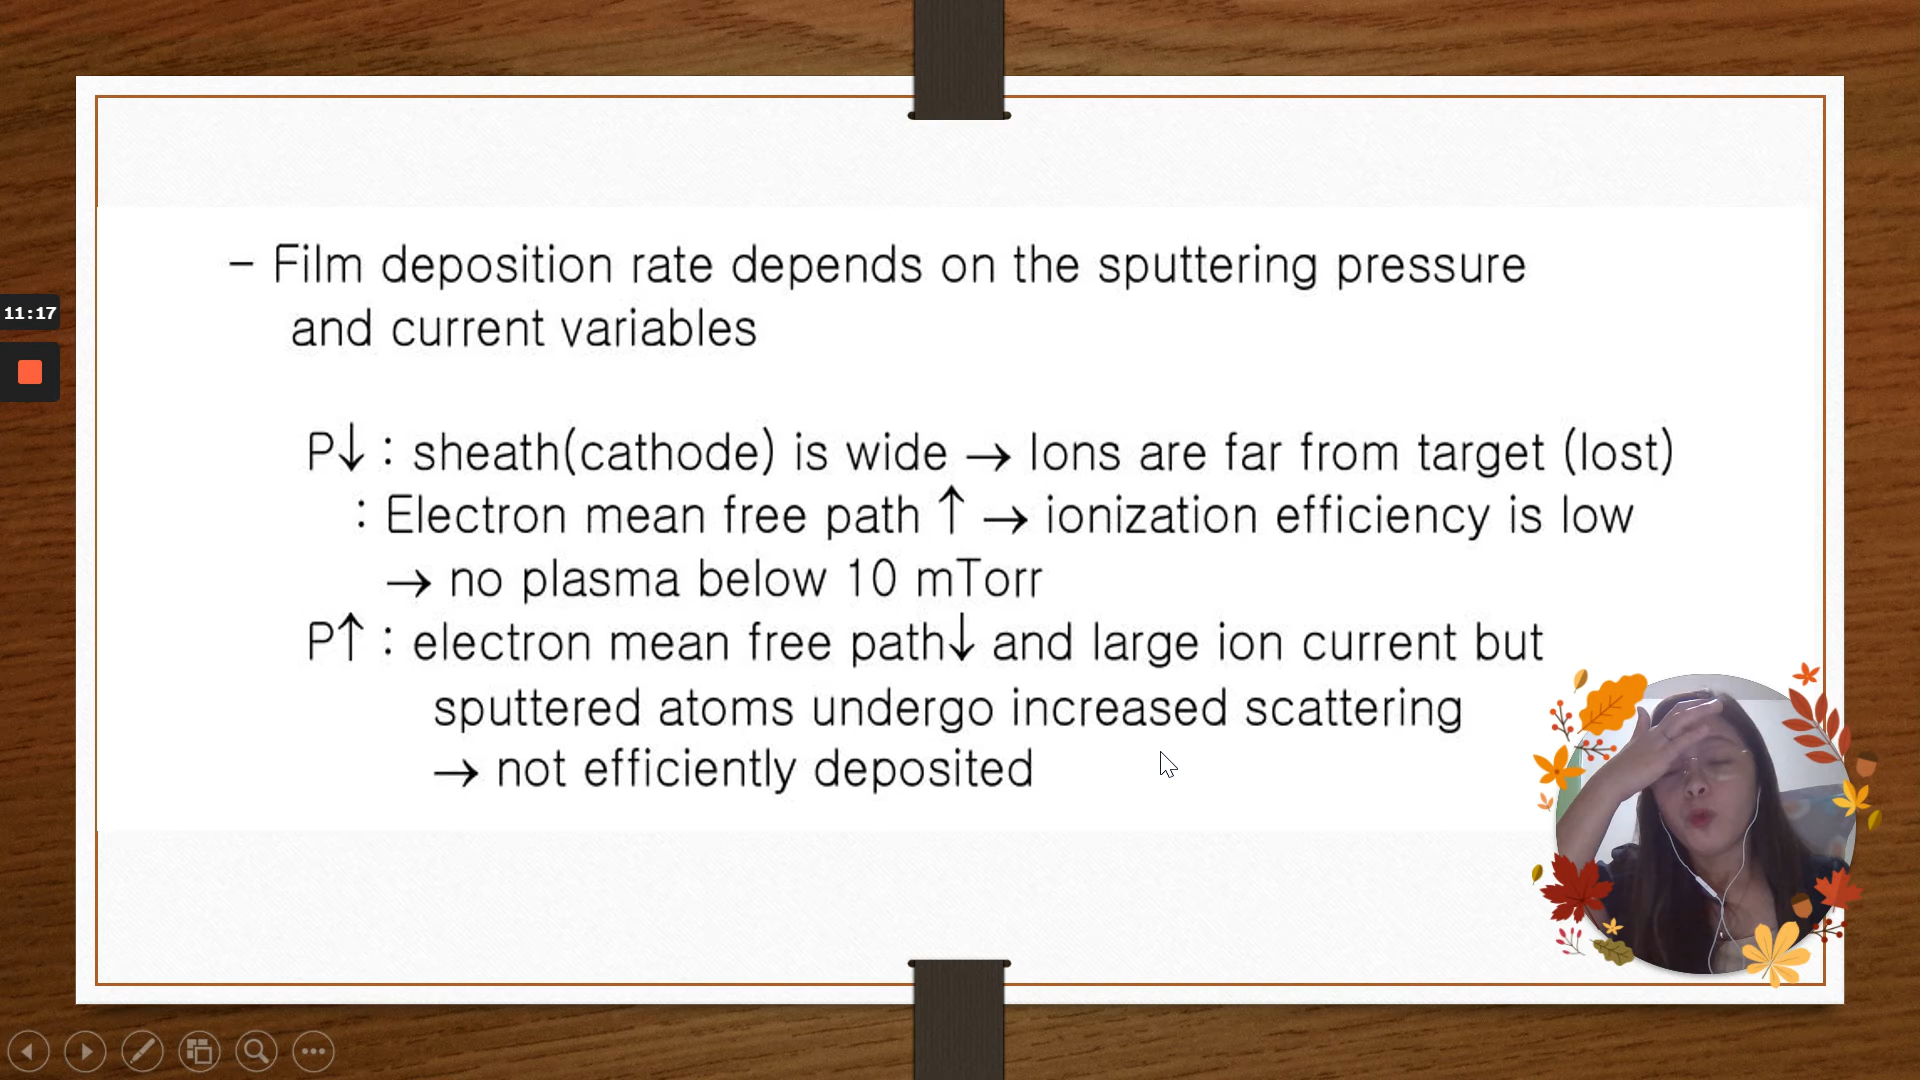 – Film deposition rate depends on the sputtering pressure
and current variables
11:17
P↓ : sheath(cathode) is wide → Ions are far from target (lost)
: Electron mean free path ↑ → ionization efficiency is low
→ no plasma below 10 mTorr
P↑ : electron mean free path↓ and large ion current but
sputtered atoms undergo increased scattering
→ not efficiently deposited